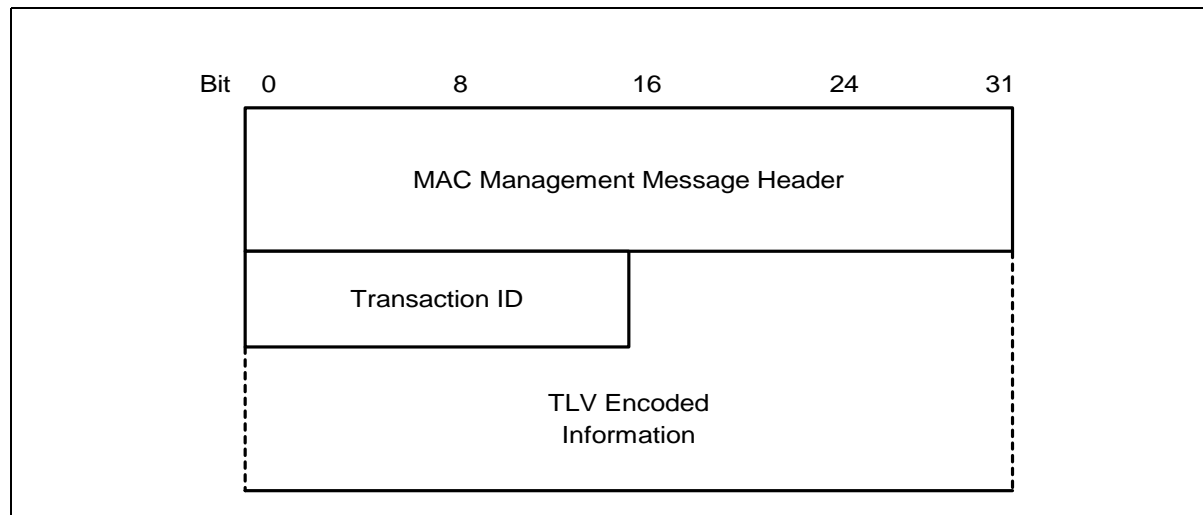 Bit 0 8 16 24 31
MAC Management Message Header
Transaction ID
TLV Encoded
Information